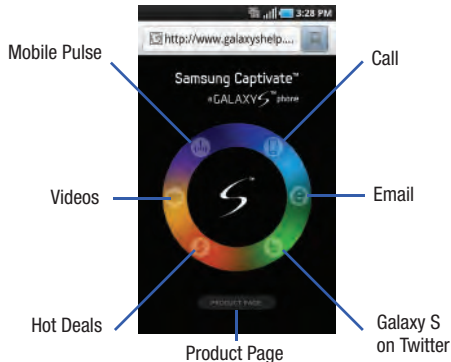 3:28 PM
http://www.galaxyshelp....
Mobile Pulse
Call
Samsung Captivate™
a GALAXY S™ phone
Videos
S
Email
Hot Deals
Galaxy S
on Twitter
PRODUCT PAGE
Product Page